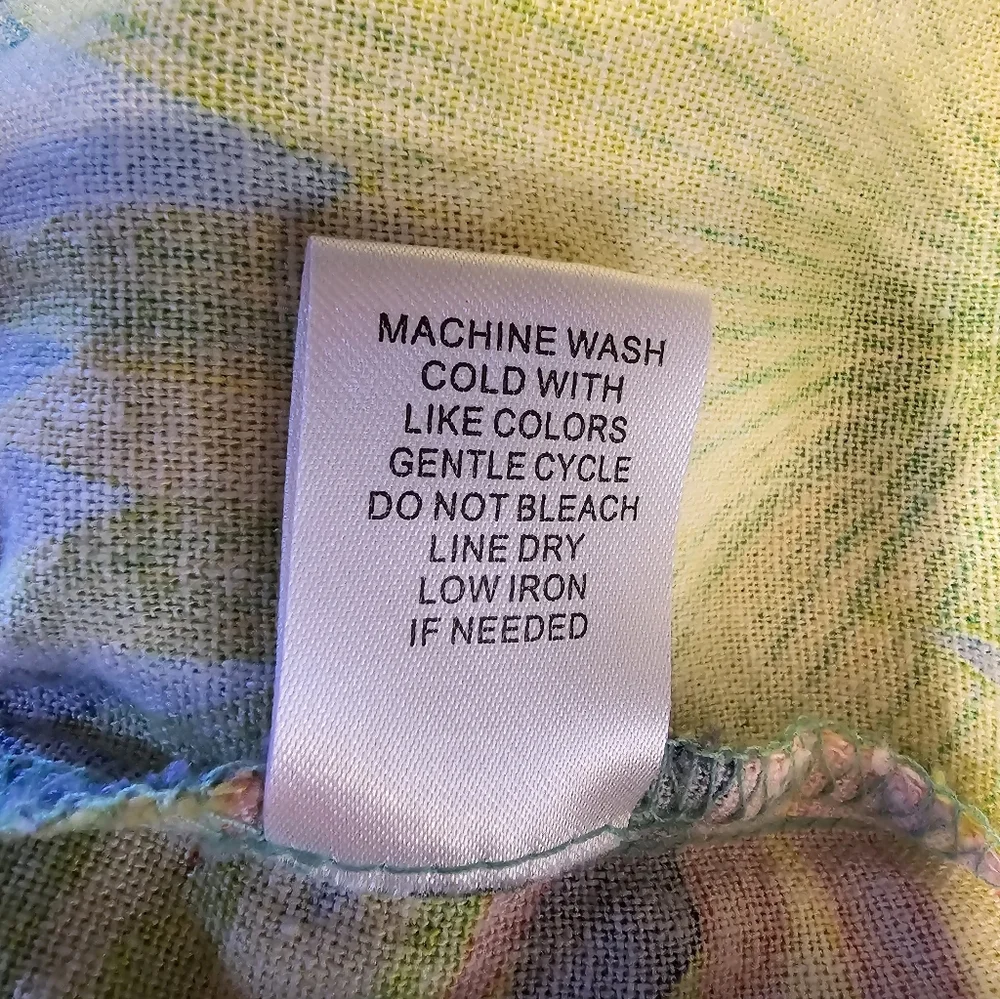 MACHINE WASH
COLD WITH
LIKE COLORS
GENTLE CYCLE
DO NOT BLEACH
LINE DRY
LOW IRON
IF NEEDED